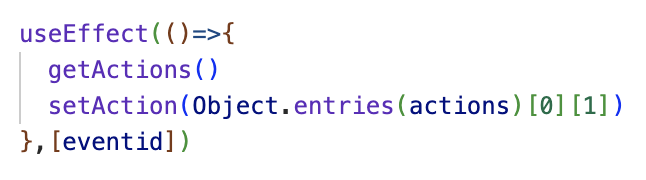 useEffect(()=>{
getActions()
setAction(Object.entries(actions)[0][1])
},[eventid])